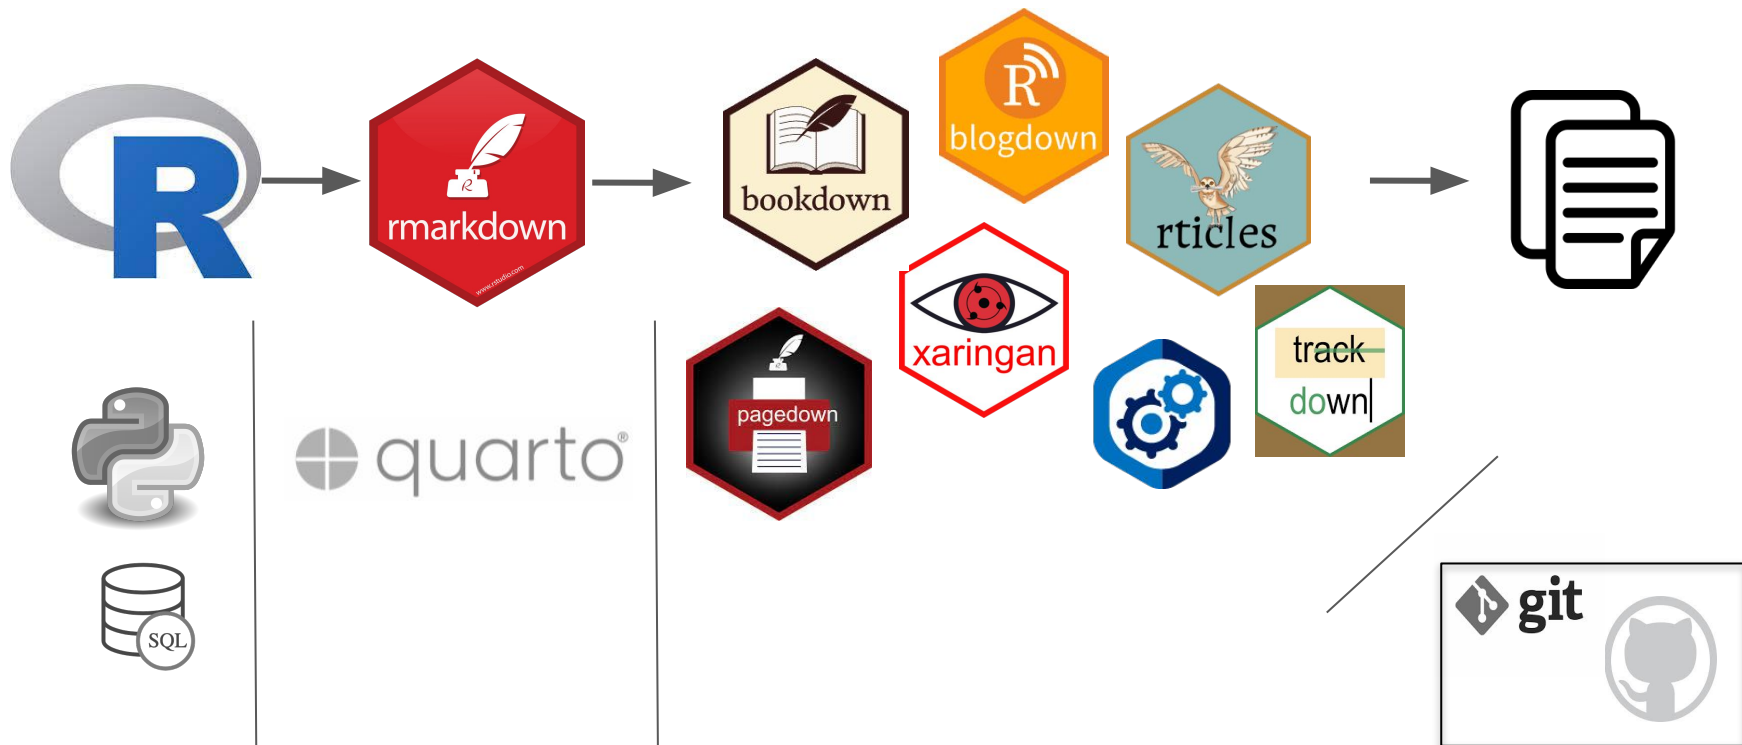 R
R
rmarkdown
www.rstudio.com
bookdown
R
blogdown
rticles
xaringan
pagedown
track
down
quarto®
SQL
git